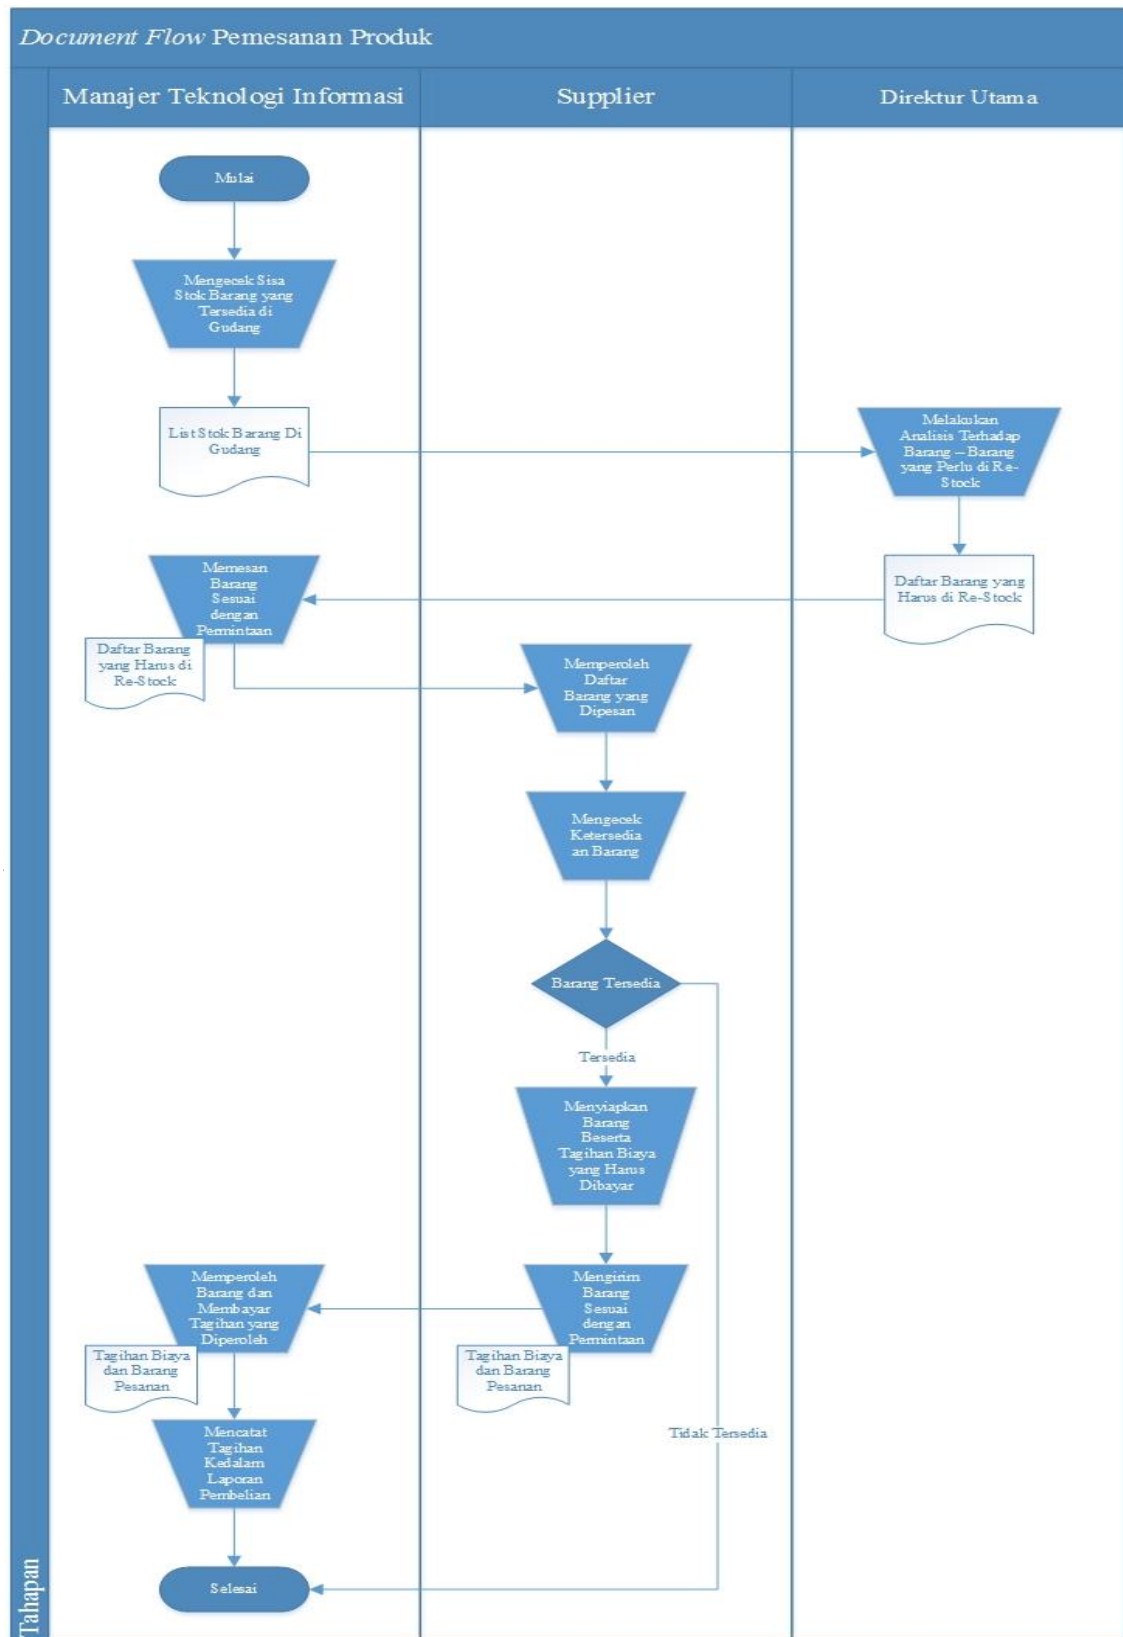 Document Flow Pemesanan Produk
Manajer Teknologi Informasi
Supplier
Direktur Utama
Mulai
Mengecek Sisa
Stok Barang yang
Tersedia di
Gudang
List Stok Barang Di
Gudang
Melakukan
Analisis Terhadap
Barang – Barang
yang Perlu di Re-
Stock
Daftar Barang yang
Harus di Re-Stock
Memesan
Barang
Sesuai
dengan
Permintaan
Daftar Barang
yang Harus di
Re-Stock
Memperoleh
Daftar
Barang yang
Dipesan
Mengecek
Ketersedia
an Barang
Barang Tersedia
Tersedia
Menyiapkan
Barang
Beserta
Tagihan Biaya
yang Harus
Dibayar
Mengirim
Barang
Sesuai
dengan
Permintaan
Tagihan Biaya
dan Barang
Pesanan
Memperoleh
Barang dan
Membayar
Tagihan yang
Diperoleh
Tagihan Biaya
dan Barang
Pesanan
Tidak Tersedia
Mencatat
Tagihan
Kedalam
Laporan
Pembelian
Selesai
Tahapan